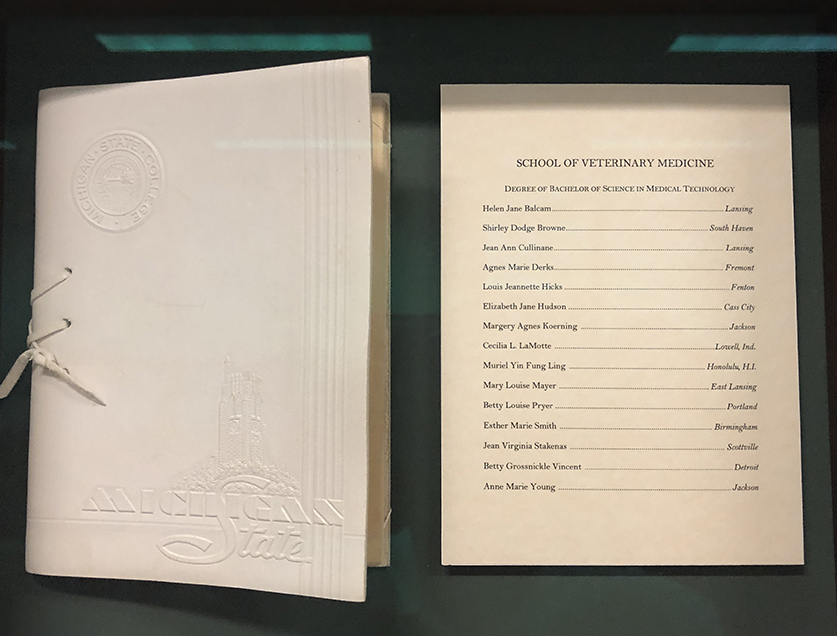 MICHIGAN STATE COLLEGE
MICHIGAN
State
SCHOOL OF VETERINARY MEDICINE
DEGREE OF BACHELOR OF SCIENCE IN MEDICAL TECHNOLOGY
Helen Jane Balcam Lansing
Shirley Dodge Browne South Haven
Jean Ann Cullinane Lansing
Agnes Marie Derks Fremont
Louis Jeannette Hicks Fenton
Elizabeth Jane Hudson Cass City
Margery Agnes Koerning Jackson
Cecilia L. LaMotte Lowell, Ind.
Muriel Yin Fung Ling Honolulu, H.I.
Mary Louise Mayer East Lansing
Betty Louise Pryer Portland
Esther Marie Smith Birmingham
Jean Virginia Stakenas Scottville
Betty Grossnickle Vincent Detroit
Anne Marie Young Jackson